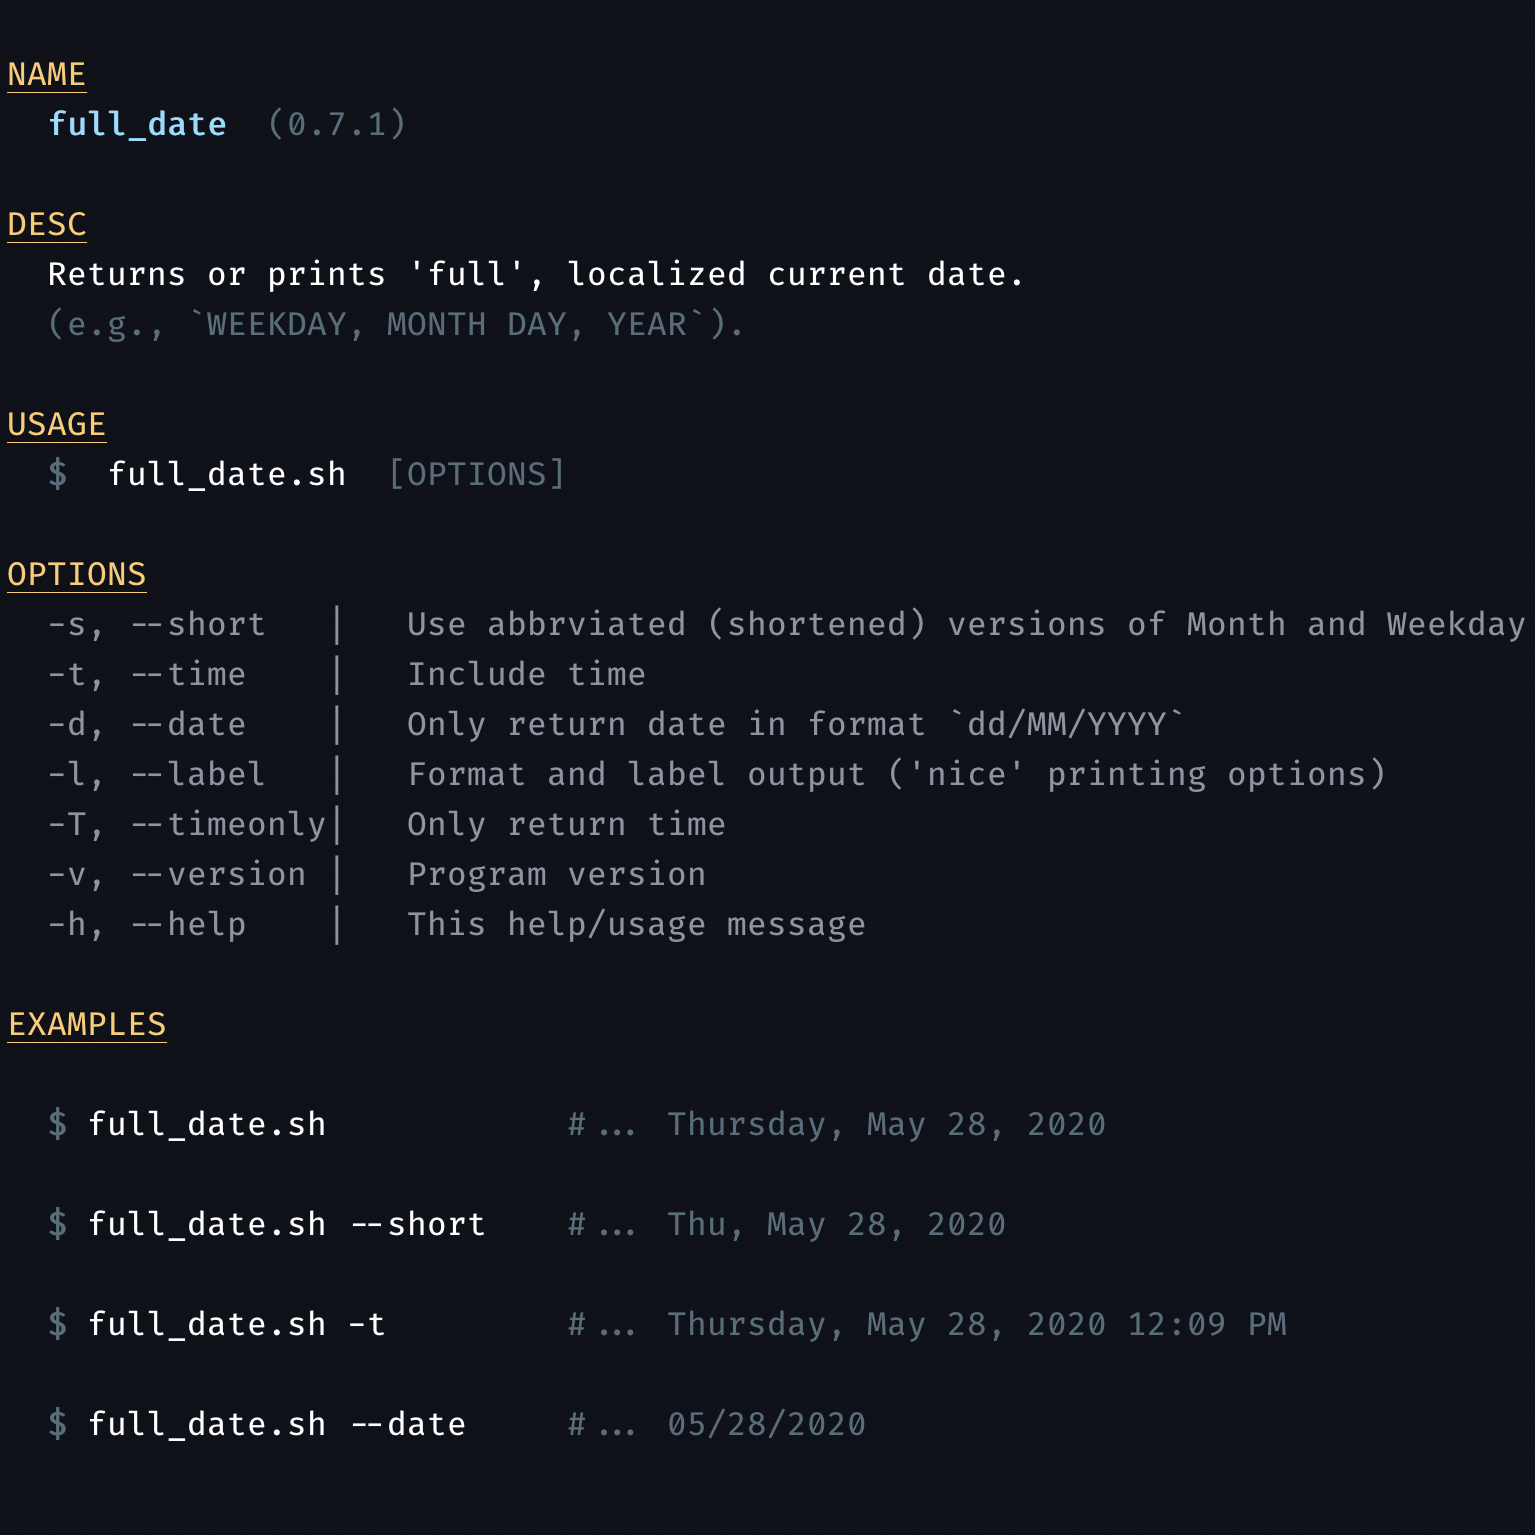 NAME
full_date (0.7.1)
DESC
Returns or prints 'full', localized current date.
(e.g., `WEEKDAY, MONTH DAY, YEAR`).
USAGE
$ full_date.sh [OPTIONS]
OPTIONS
-s, --short | Use abbrviated (shortened) versions of Month and Weekday
-t, --time | Include time
-d, --date | Only return date in format `dd/MM/YYYY`
-l, --label | Format and label output ('nice' printing options)
-T, --timeonly| Only return time
-v, --version | Program version
-h, --help | This help/usage message
EXAMPLES
$ full_date.sh #... Thursday, May 28, 2020
$ full_date.sh --short #... Thu, May 28, 2020
$ full_date.sh -t #... Thursday, May 28, 2020 12:09 PM
$ full_date.sh --date #... 05/28/2020